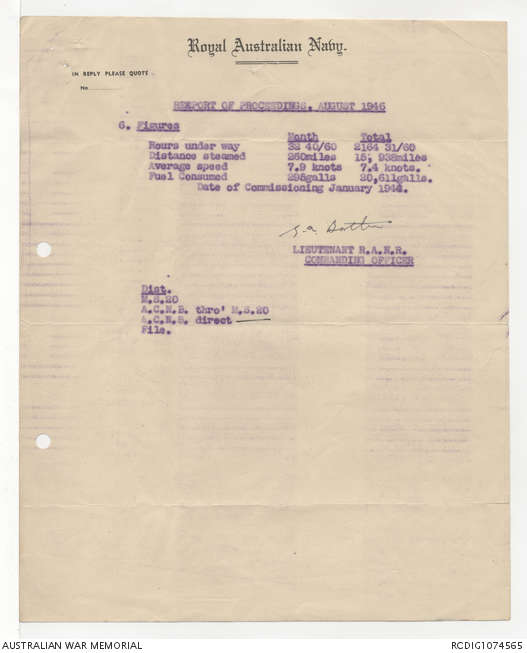 Royal Australian Navy.
IN REPLY PLEASE QUOTE
No.
REKPORT OF PROCEEDINGS, AUGUST 1946
6. Figures
Month Total
Hours under way 32 40/60 2164 31/60
Distance steamed 260miles 15, 938miles
Average speed 7.9 knots 7.4 knots.
Fuel Consumed 295galls 20,611galls.
Date of Commissioning January 1944.
LIEUTENANT R.A.N.R.
COMMANDING OFFICER
Dist.
M.S.20
A.C.N.B. thro' M.S.20
A.C.N.B. direct
File.
AUSTRALIAN WAR MEMORIAL
RCDIG1074565